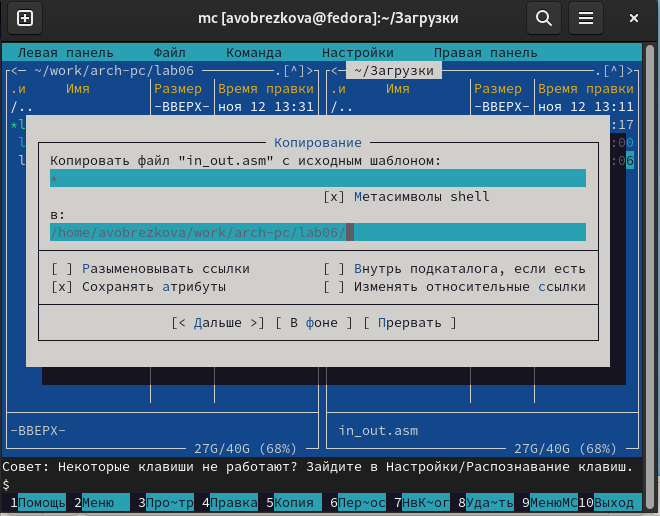 mc [avobrezkova@fedora]:~/Загрузки
Левая панель Файл Команда Настройки Правая панель
<— ~/work/arch-pc/lab06 .[^]> <— ~/Загрузки .[^]>
.и Имя Размер Время правки .и Имя Размер Время правки
/.. -ВВЕРХ- ноя 12 13:31 /.. -ВВЕРХ- ноя 12 13:11
*l :17
Копирование
Копировать файл "in_out.asm" с исходным шаблоном:
*
[x] Метасимволы shell
в:
/home/avobrezkova/work/arch-pc/lab06/
[ ] Разыменовывать ссылки [ ] Внутрь подкаталога, если есть
[x] Сохранять атрибуты [ ] Изменять относительные ссылки
[< Дальше >] [ В фоне ] [ Прервать ]
-ВВЕРХ- in_out.asm
27G/40G (68%) 27G/40G (68%)
Совет: Некоторые клавиши не работают? Зайдите в Настройки/Распознавание клавиш.
$
1Помощь 2Меню 3Про~тр 4Правка 5Копия 6Пер~ос 7НвК~ог 8Уда~ть 9МенюMC 10Выход